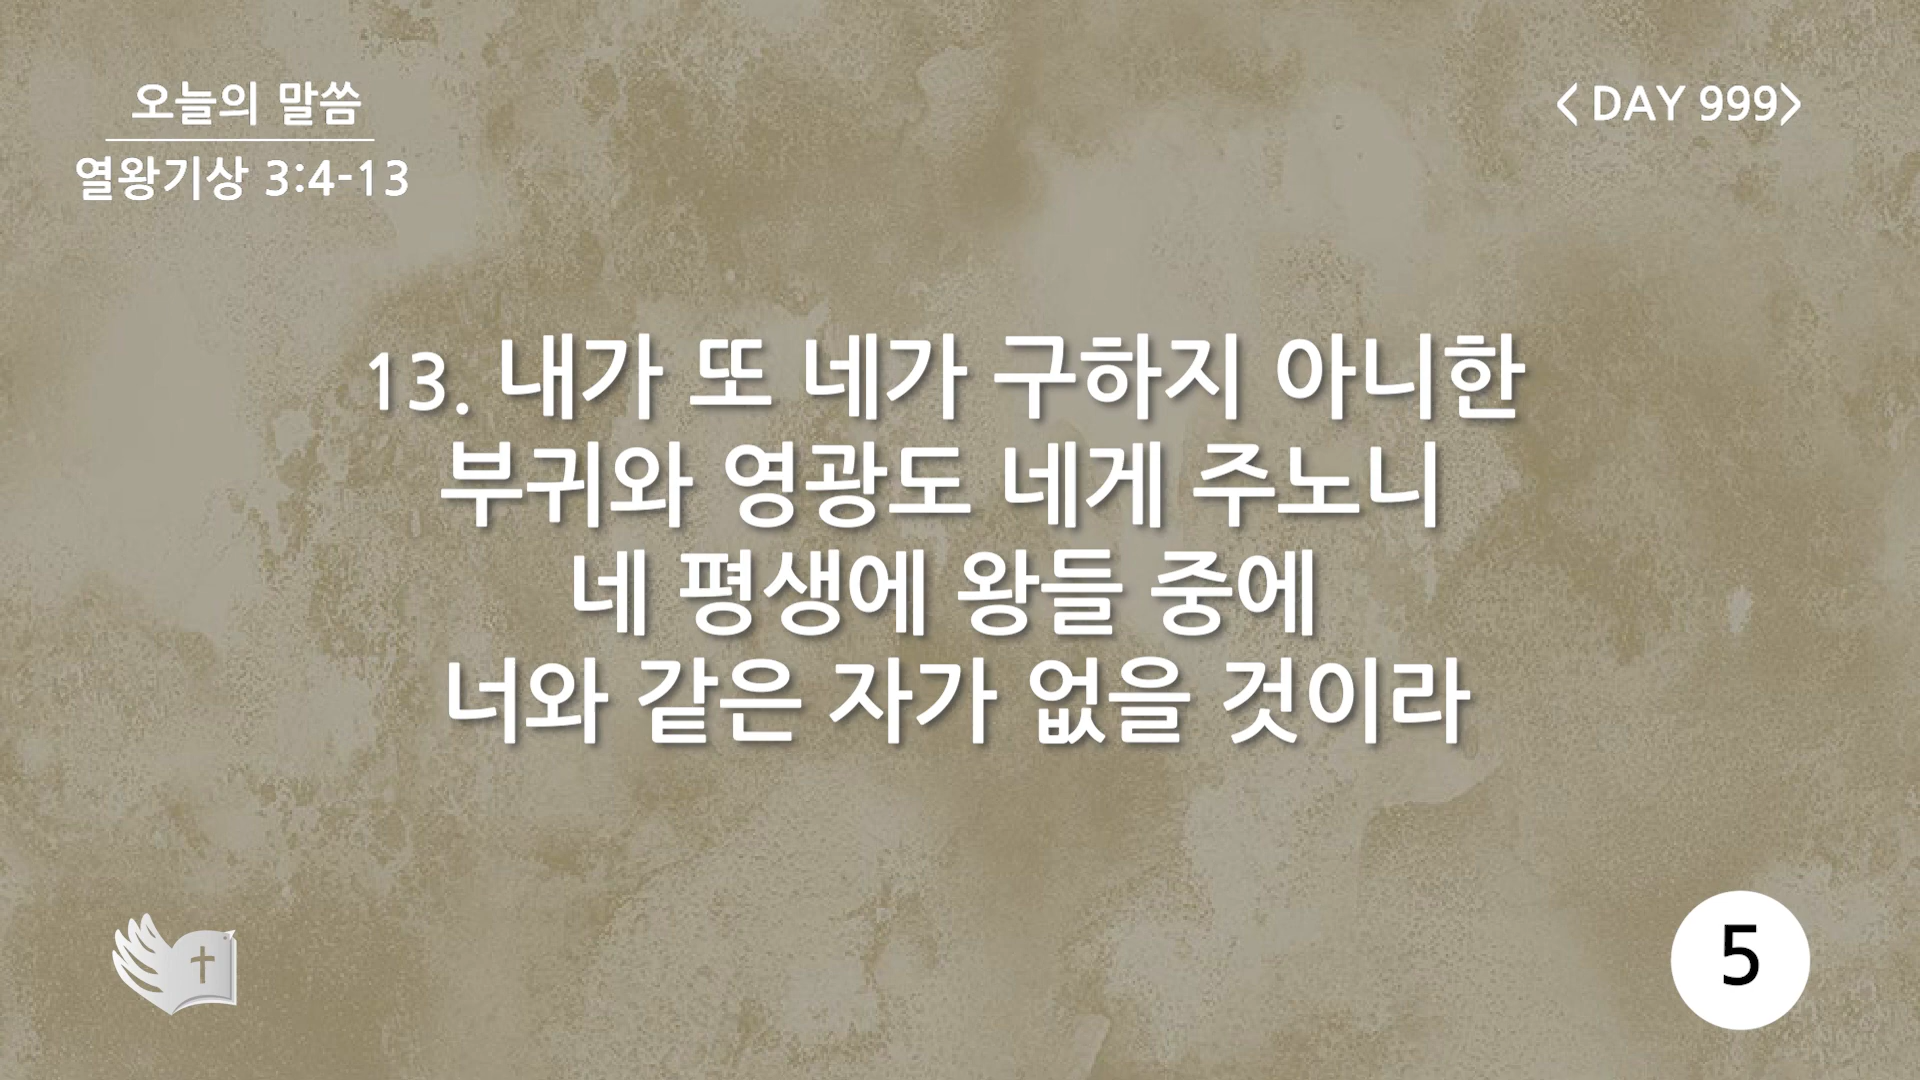 오늘의 말씀
열왕기상 3:4-13
< DAY 999>
13. 내가 또 네가 구하지 아니한
부귀와 영광도 네게 주노니
네 평생에 왕들 중에
너와 같은 자가 없을 것이라
5